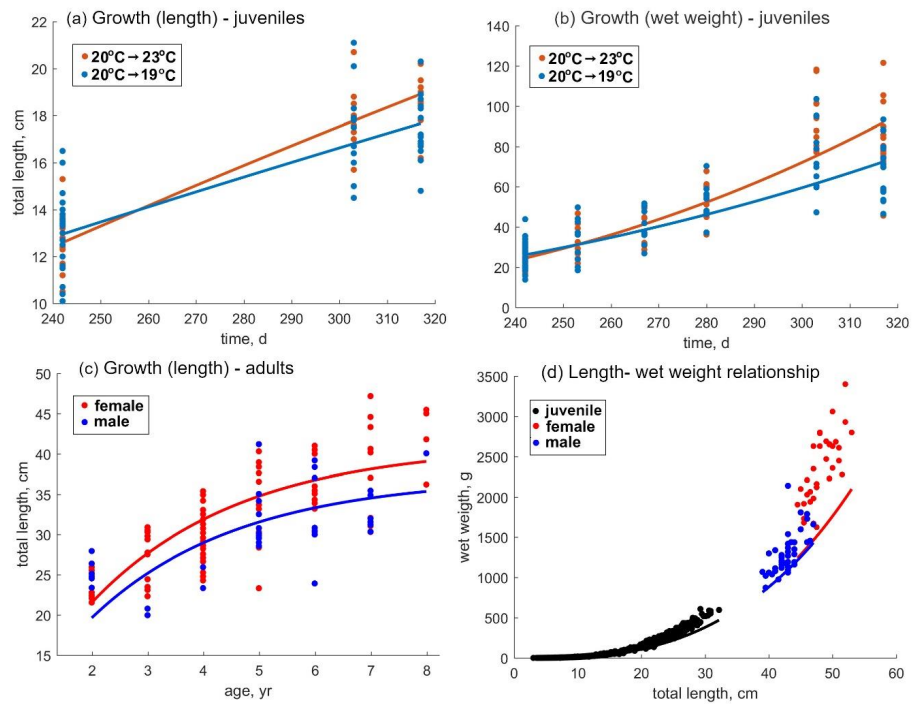 (a) Growth (length) - juveniles
22
20
18
16
14
12
10
total length, cm
20°C→23°C
20°C→19°C
240 250 260 270 280 290 300 310 320
time, d
(b) Growth (wet weight) - juveniles
140
120
100
80
60
40
20
0
wet weight, g
20°C→23°C
20°C→19°C
240 250 260 270 280 290 300 310 320
time, d
(c) Growth (length) - adults
50
45
40
35
30
25
20
15
total length, cm
female
male
2 3 4 5 6 7 8
age, yr
(d) Length- wet weight relationship
3500
3000
2500
2000
1500
1000
500
0
wet weigth, g
juvenile
female
male
0 10 20 30 40 50 60
total length, cm